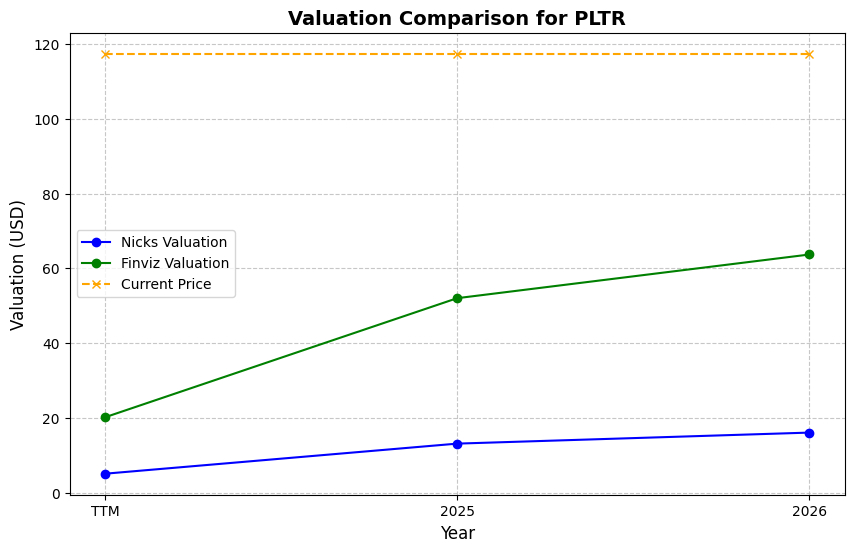 Valuation Comparison for PLTR
Valuation (USD)
120
100
80
60
40
20
0
Nicks Valuation
Finviz Valuation
Current Price
TTM
2025
2026
Year